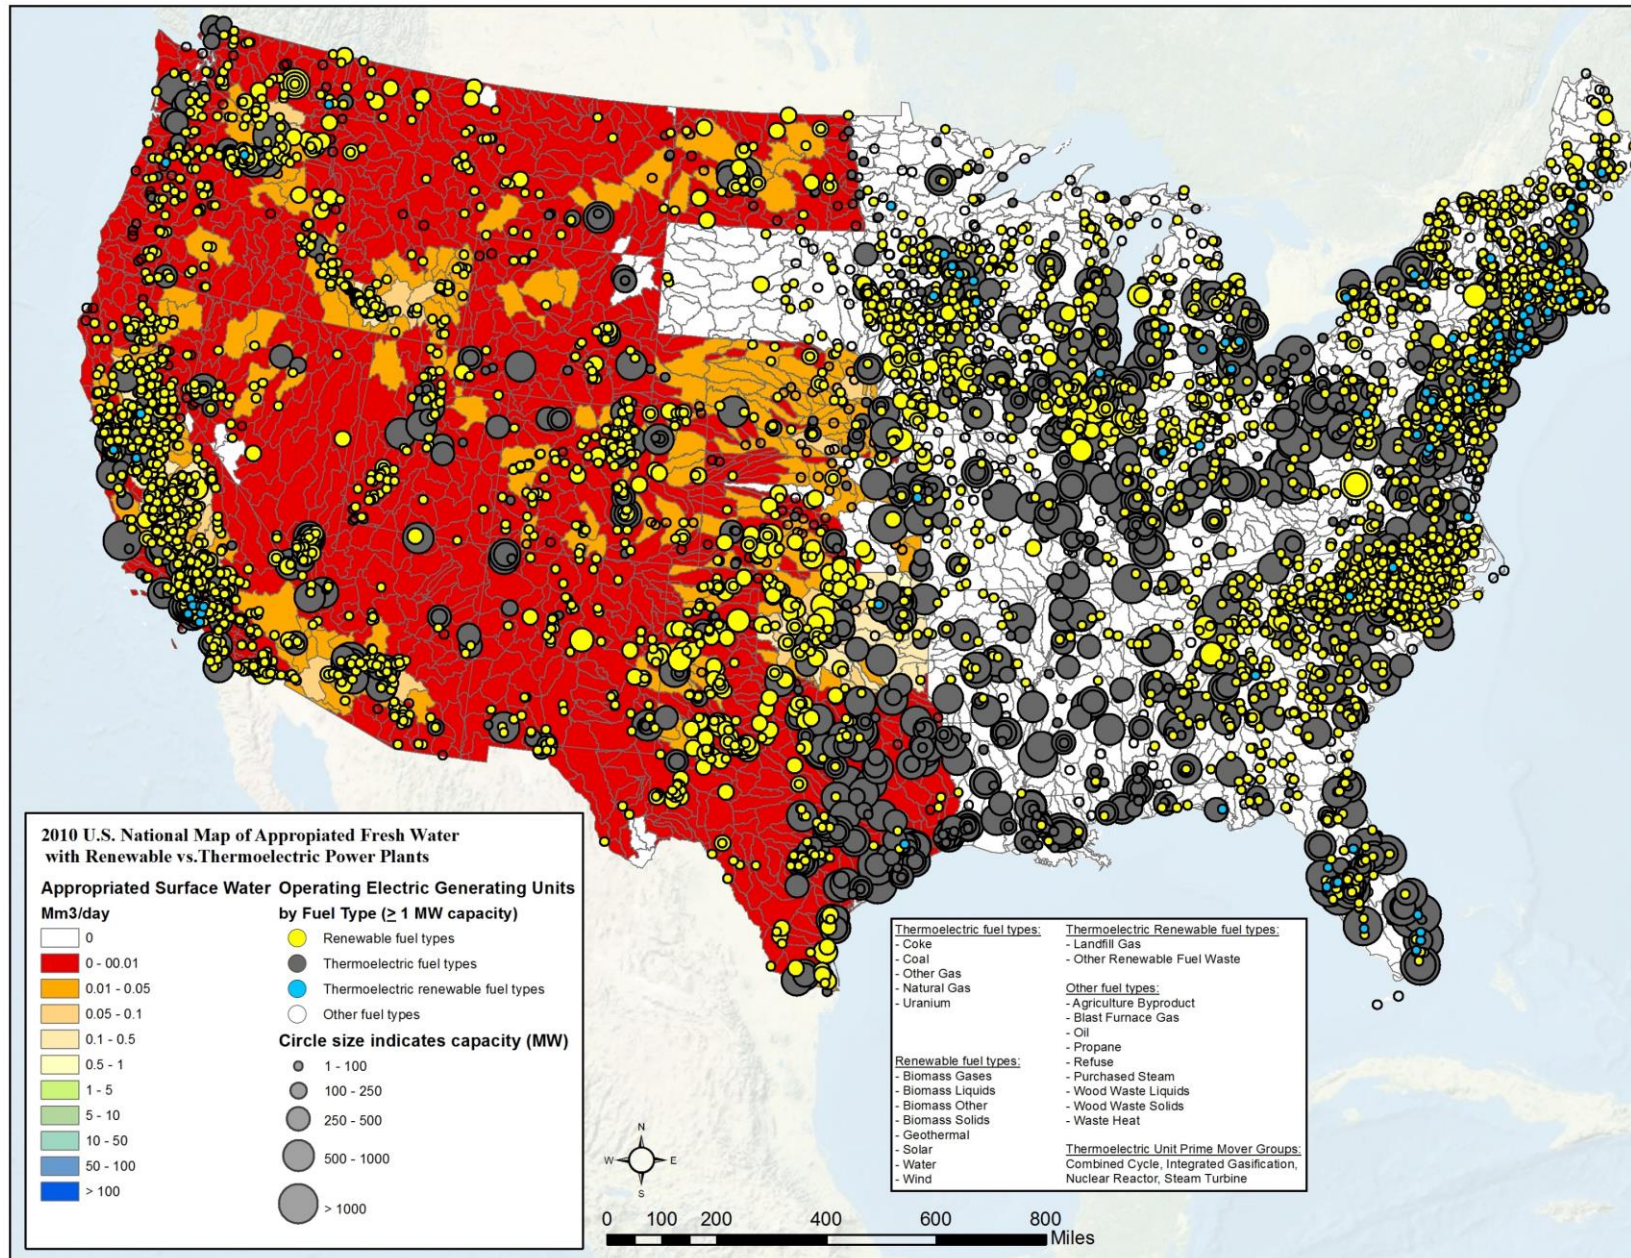 2010 U.S. National Map of Appropiated Fresh Water
with Renewable vs.Thermoelectric Power Plants
Appropriated Surface Water
Mm3/day
0
0 - 00.01
0.01 - 0.05
0.05 - 0.1
0.1 - 0.5
0.5 - 1
1 - 5
5 - 10
10 - 50
50 - 100
> 100
Operating Electric Generating Units
by Fuel Type (≥ 1 MW capacity)
Renewable fuel types
Thermoelectric fuel types
Thermoelectric renewable fuel types
Other fuel types
Circle size indicates capacity (MW)
1 - 100
100 - 250
250 - 500
500 - 1000
> 1000
N
W
E
S
0 100 200 400 600 800
Miles
Thermoelectric fuel types:
- Coke
- Coal
- Other Gas
- Natural Gas
- Uranium
Renewable fuel types:
- Biomass Gases
- Biomass Liquids
- Biomass Other
- Biomass Solids
- Geothermal
- Solar
- Water
- Wind
Thermoelectric Renewable fuel types:
- Landfill Gas
- Other Renewable Fuel Waste
Other fuel types:
- Agriculture Byproduct
- Blast Furnace Gas
- Oil
- Propane
- Refuse
- Purchased Steam
- Wood Waste Liquids
- Wood Waste Solids
- Waste Heat
Thermoelectric Unit Prime Mover Groups:
Combined Cycle, Integrated Gasification,
Nuclear Reactor, Steam Turbine